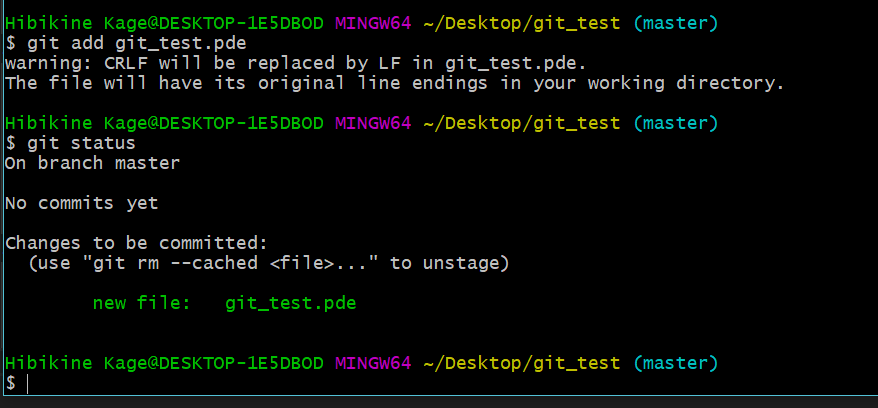 Hibikine Kage@DESKTOP-1E5DBOD MINGW64 ~/Desktop/git_test (master)
$ git add git_test.pde
warning: CRLF will be replaced by LF in git_test.pde.
The file will have its original line endings in your working directory.
Hibikine Kage@DESKTOP-1E5DBOD MINGW64 ~/Desktop/git_test (master)
$ git status
On branch master
No commits yet
Changes to be committed:
  (use "git rm --cached <file>..." to unstage)
        new file:   git_test.pde
Hibikine Kage@DESKTOP-1E5DBOD MINGW64 ~/Desktop/git_test (master)
$